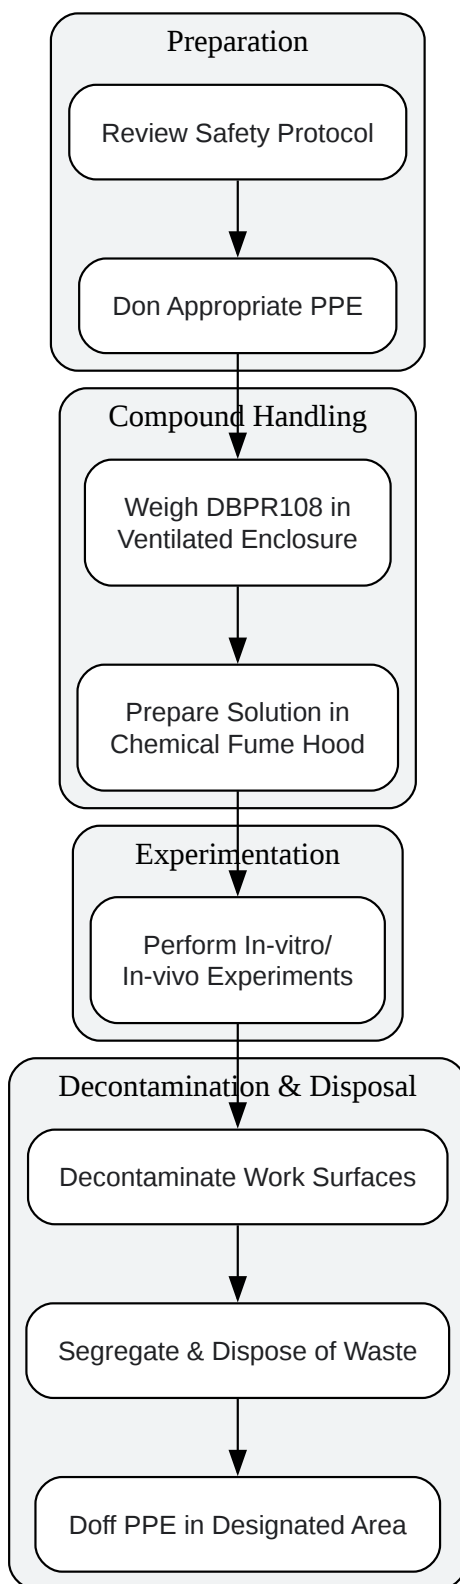 Preparation
Review Safety Protocol
Don Appropriate PPE
Compound Handling
Weigh DBPR108 in
Ventilated Enclosure
Prepare Solution in
Chemical Fume Hood
Experimentation
Perform In-vitro/
In-vivo Experiments
Decontamination & Disposal
Decontaminate Work Surfaces
Segregate & Dispose of Waste
Doff PPE in Designated Area